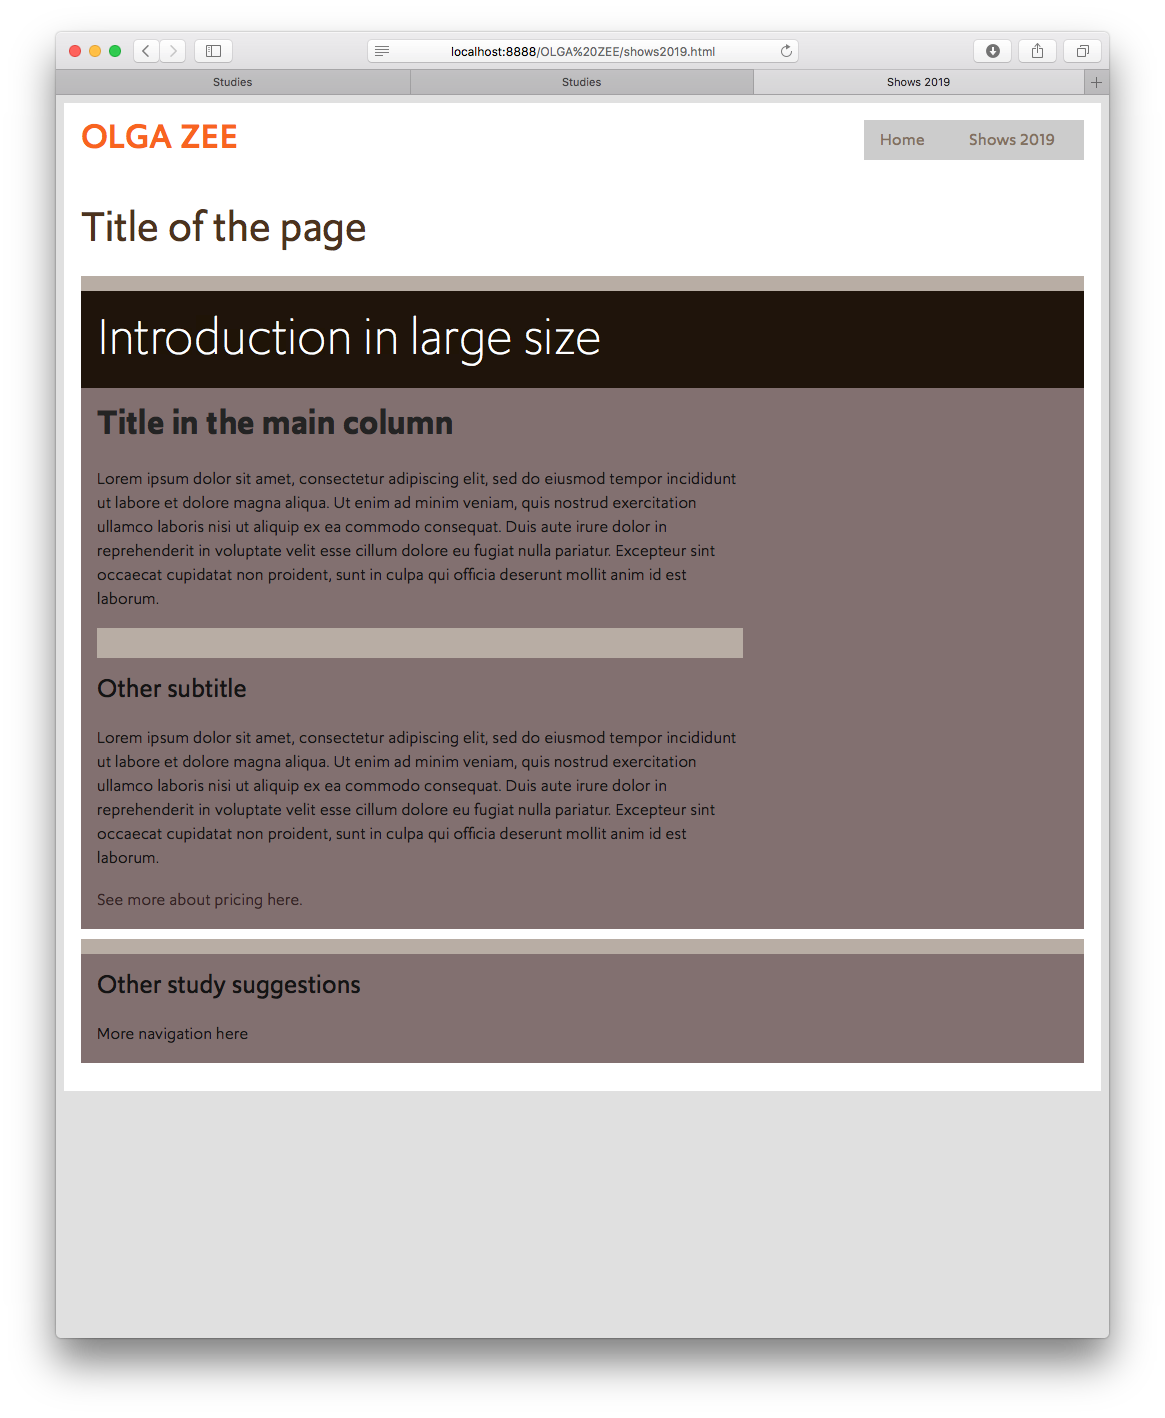 localhost:8888/OLGA%20ZEE/shows2019.html
Studies Studies Shows 2019
OLGA ZEE
Home Shows 2019
Title of the page
Introduction in large size
Title in the main column
Lorem ipsum dolor sit amet, consectetur adipiscing elit, sed do eiusmod tempor incididunt
ut labore et dolore magna aliqua. Ut enim ad minim veniam, quis nostrud exercitation
ullamco laboris nisi ut aliquip ex ea commodo consequat. Duis aute irure dolor in
reprehenderit in voluptate velit esse cillum dolore eu fugiat nulla pariatur. Excepteur sint
occaecat cupidatat non proident, sunt in culpa qui officia deserunt mollit anim id est
laborum.
Other subtitle
Lorem ipsum dolor sit amet, consectetur adipiscing elit, sed do eiusmod tempor incididunt
ut labore et dolore magna aliqua. Ut enim ad minim veniam, quis nostrud exercitation
ullamco laboris nisi ut aliquip ex ea commodo consequat. Duis aute irure dolor in
reprehenderit in voluptate velit esse cillum dolore eu fugiat nulla pariatur. Excepteur sint
occaecat cupidatat non proident, sunt in culpa qui officia deserunt mollit anim id est
laborum.
See more about pricing here.
Other study suggestions
More navigation here